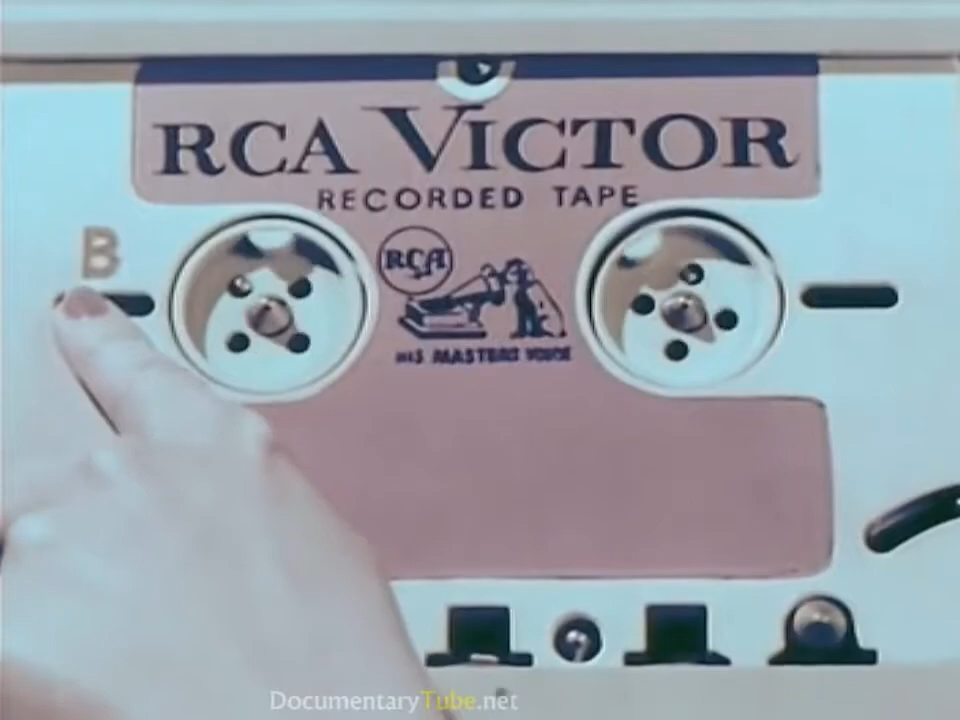 RCA VICTOR
RECORDED TAPE
B
RCA
HIS MASTERS VOICE
DocumentaryTube.net